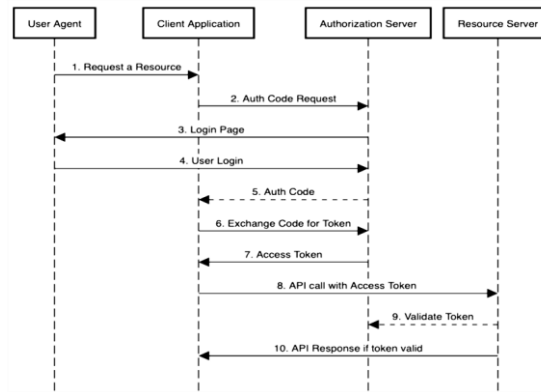 User Agent
Client Application
Authorization Server
Resource Server
1. Request a Resource
2. Auth Code Request
3. Login Page
4. User Login
5. Auth Code
6. Exchange Code for Token
7. Access Token
8. API call with Access Token
9. Validate Token
10. API Response if token valid